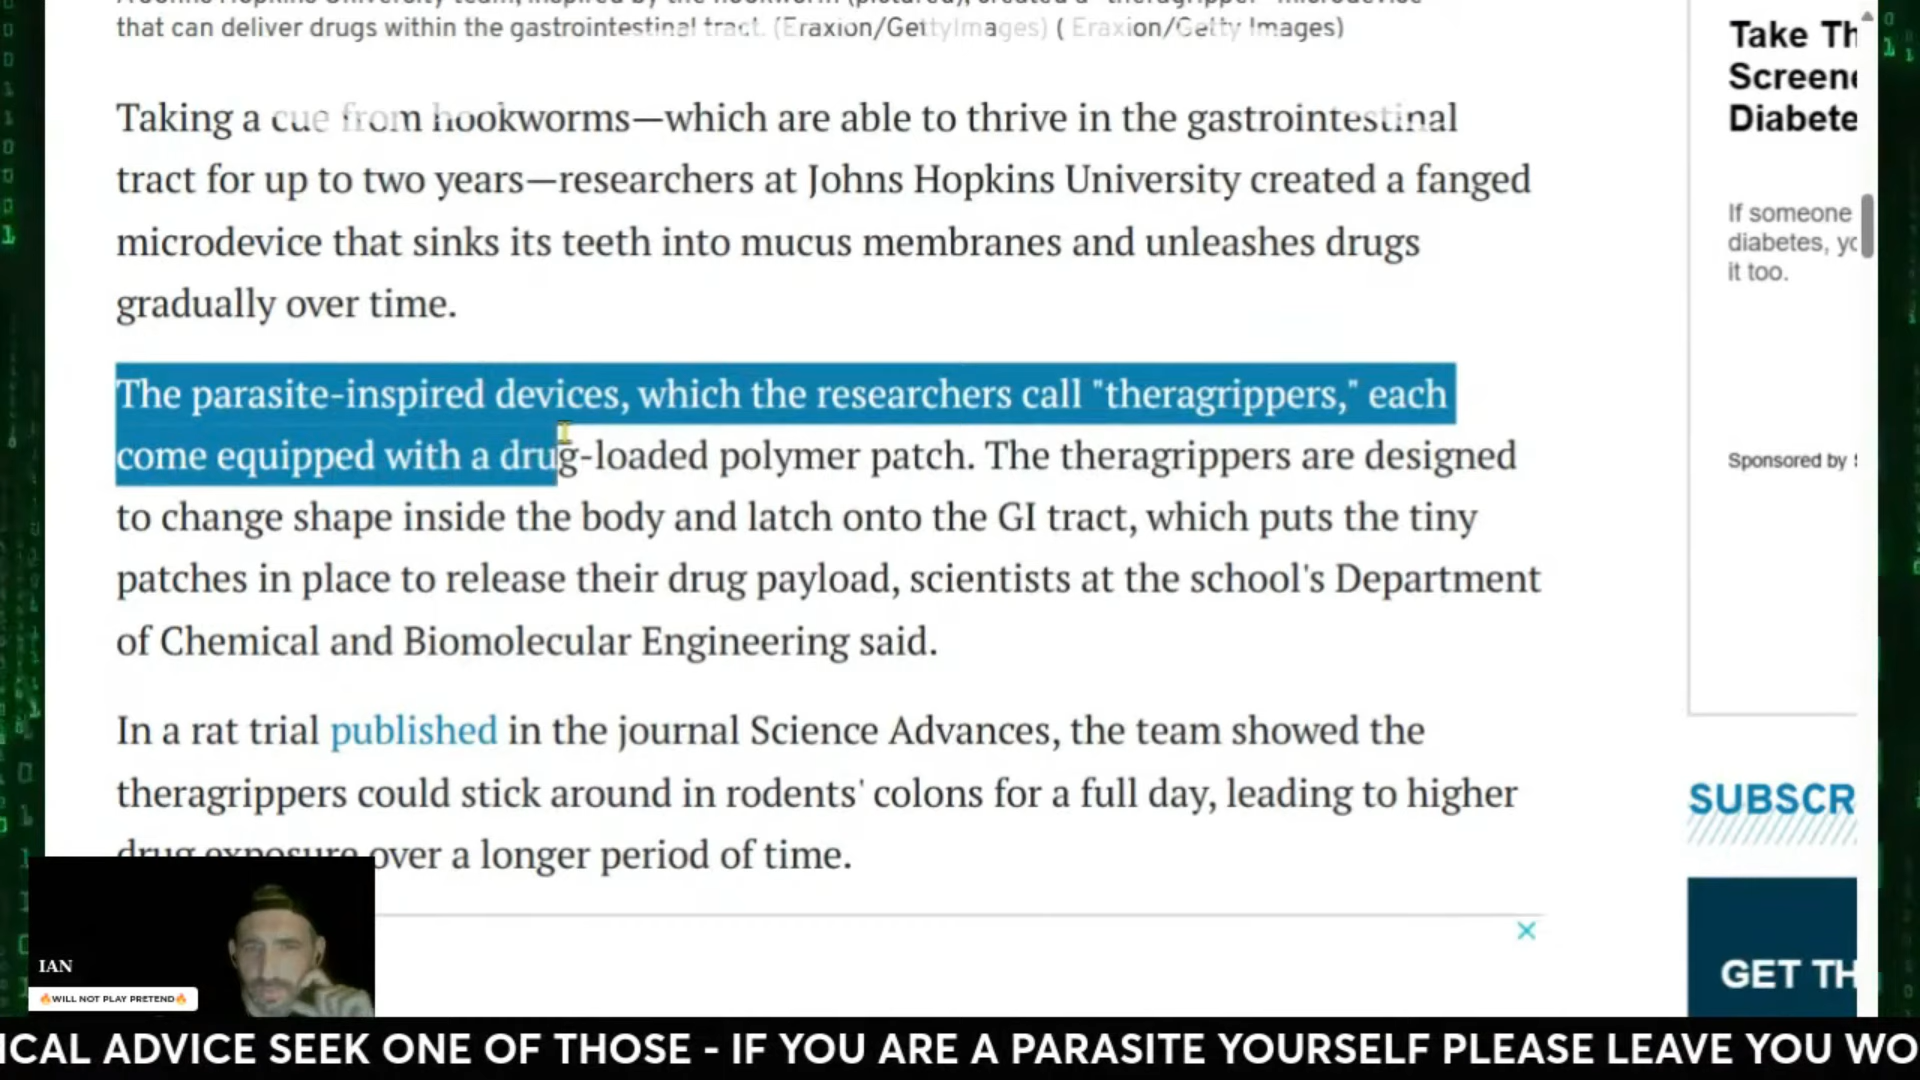 that can deliver drugs within the gastrointestinal tract. (Eraxion/GettyImages) ( Eraxion/Getty Images)
Taking a cue from hookworms—which are able to thrive in the gastrointestinal
tract for up to two years—researchers at Johns Hopkins University created a fanged
microdevice that sinks its teeth into mucus membranes and unleashes drugs
gradually over time.
The parasite-inspired devices, which the researchers call "theragrippers," each
come equipped with a drug-loaded polymer patch. The theragrippers are designed
to change shape inside the body and latch onto the GI tract, which puts the tiny
patches in place to release their drug payload, scientists at the school's Department
of Chemical and Biomolecular Engineering said.
In a rat trial published in the journal Science Advances, the team showed the
theragrippers could stick around in rodents' colons for a full day, leading to higher
drug exposure over a longer period of time.
Take Th
Screene
Diabete
If someone
diabetes, yo
it too.
Sponsored by
SUBSCR
GET TH
IAN
🔥WILL NOT PLAY PRETEND🔥
ICAL ADVICE SEEK ONE OF THOSE - IF YOU ARE A PARASITE YOURSELF PLEASE LEAVE YOU WO